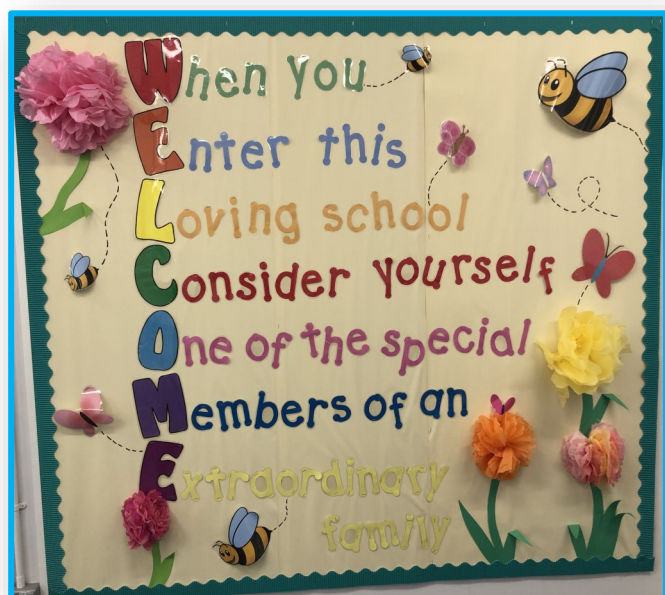 When you
Enter this
Loving school
Consider yourself
One of the special
Members of an
Extraordinary
family